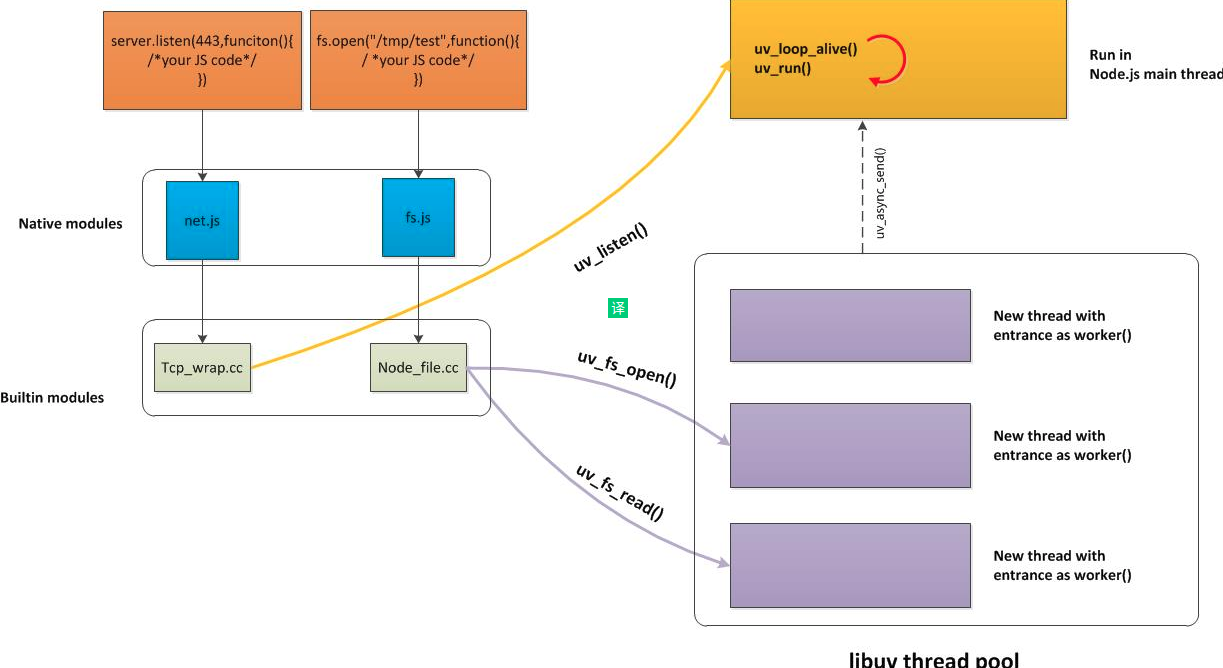 server.listen(443,funciton(){
/*your JS code*/
})
fs.open("/tmp/test",function(){
/ *your JS code*/
})
uv_loop_alive()
uv_run()
Run in
Node.js main thread
uv_async_send()
Native modules
net.js
fs.js
uv_listen()
译
Builtin modules
Tcp_wrap.cc
Node_file.cc
uv_fs_open()
uv_fs_read()
New thread with
entrance as worker()
New thread with
entrance as worker()
New thread with
entrance as worker()
libuv thread pool